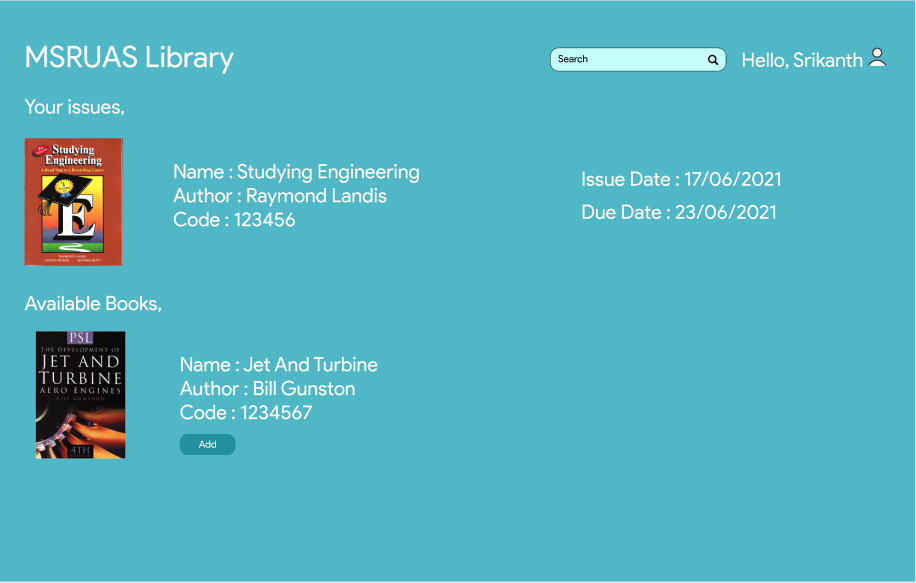 MSRUAS Library
Search
Hello, Srikanth
Your issues,
Studying
Engineering
A Road Map to a Rewarding Career
E
Name : Studying Engineering
Author : Raymond Landis
Code : 123456
Issue Date : 17/06/2021
Due Date : 23/06/2021
Available Books,
PSL
THE DEVELOPMENT OF
JET AND
TURBINE
AERO ENGINES
BILL GUNSTON
4TH
EDITION
Name : Jet And Turbine
Author : Bill Gunston
Code : 1234567
Add